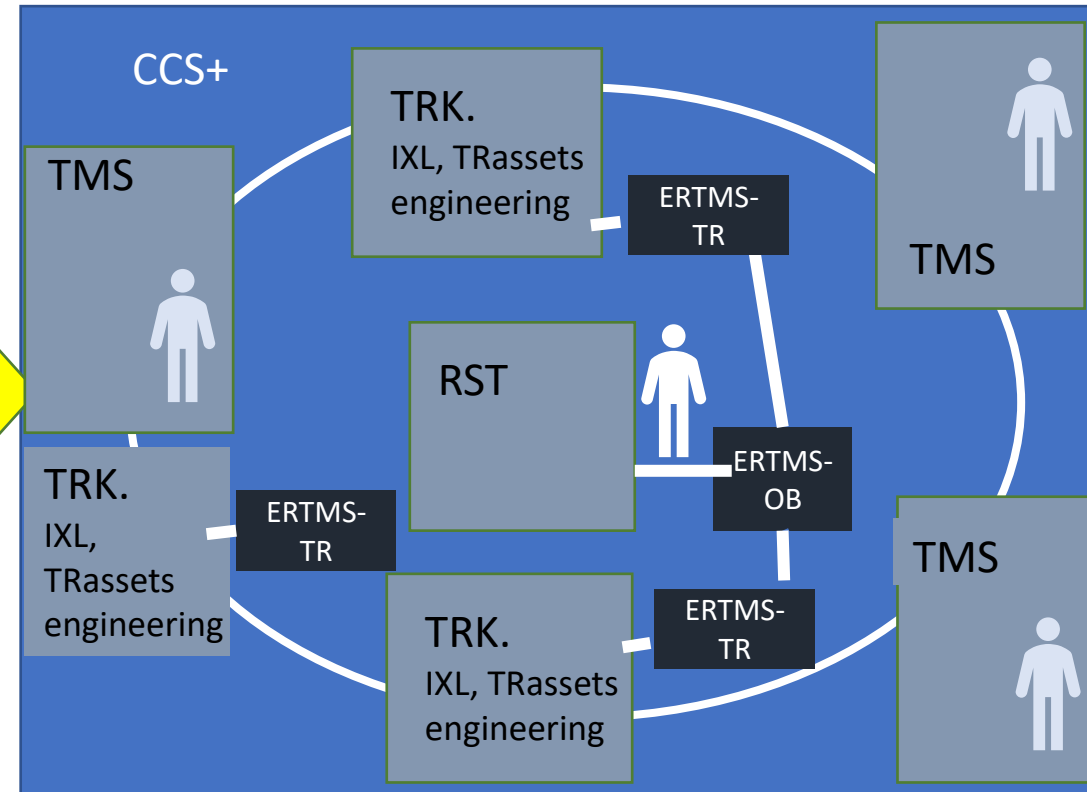 CCS+
TRK.
IXL, TRassets
engineering
ERTMS-
TR
TMS
TMS
RST
ERTMS-
OB
TRK.
IXL,
TRassets
engineering
ERTMS-
TR
TMS
TRK.
IXL, TRassets
engineering
ERTMS-
TR